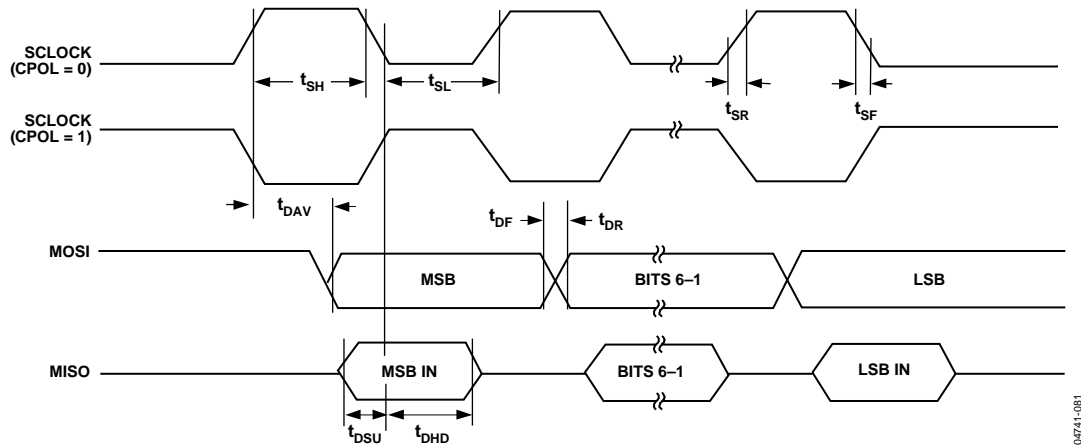 SCLOCK
(CPOL = 0)
tSH
tSL
tSR
tSF
SCLOCK
(CPOL = 1)
tDAV
tDF
tDR
MOSI
MSB
BITS 6–1
LSB
MISO
MSB IN
BITS 6–1
LSB IN
tDSU
tDHD
04741-081